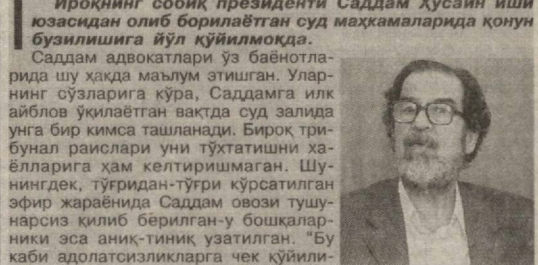 Ироқнинг собиқ президенти Саддам Ҳусайн иши
юзасидан олиб борилаётган суд маҳкамаларида қонун
бузилишига йўл қўйилмоқда.
Саддам адвокатлари ўз баёнотла-
рида шу ҳақда маълум этишган. Улар-
нинг сўзларига кўра, Саддамга илк
айблов ўқилаётган вақтда суд залида
унга бир кимса ташланади. Бироқ три-
бунал раислари уни тўхтатишни ха-
ёлларига ҳам келтиришмаган. Шу-
нингдек, тўғридан-тўғри кўрсатилган
эфир жараёнида Саддам овози тушу-
нарсиз қилиб берилган-у бошқалар-
ники эса аниқ-тиниқ узатилган. "Бу
каби адолатсизликларга чек қўйили-